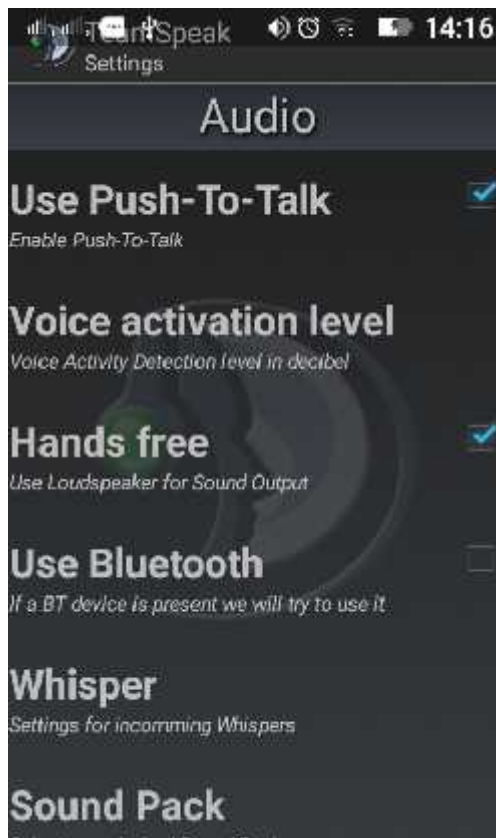 TeamSpeak
14:16
Settings
Audio
Use Push-To-Talk
Enable Push-To-Talk
Voice activation level
Voice Activity Detection level in decibel
Hands free
Use Loudspeaker for Sound Output
Use Bluetooth
If a BT device is present we will try to use it
Whisper
Settings for incomming Whispers
Sound Pack